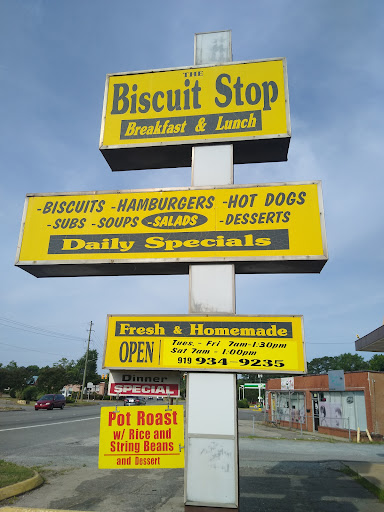 THE
Biscuit Stop
Breakfast & Lunch
-BISCUITS -HAMBURGERS -HOT DOGS
-SUBS -SOUPS -SALADS -DESSERTS
Daily Specials
Fresh & Homemade
OPEN
Tues. - Fri 7am-1:30pm
Sat 7am - 1:00pm
919 934-9235
Dinner
SPECIAL
Pot Roast
w/ Rice and
String Beans
and Dessert